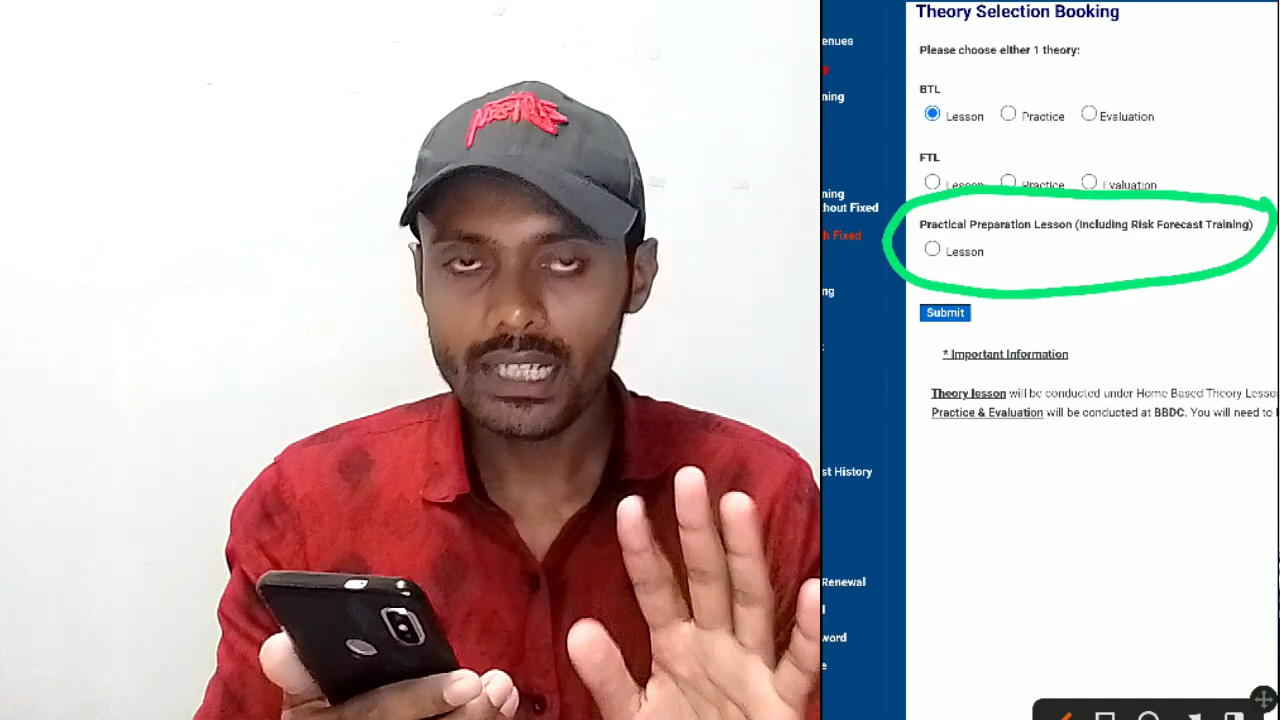 Theory Selection Booking
enues
Please choose either 1 theory:
BTL
ning
Lesson Practice Evaluation
FTL
Lesson Practice Evaluation
ning
hout Fixed
Practical Preparation Lesson (Including Risk Forecast Training)
h Fixed
Lesson
ng
Submit
* Important Information
Theory lesson will be conducted under Home Based Theory Lesso
Practice & Evaluation will be conducted at BBDC. You will need to
st History
Renewal
word